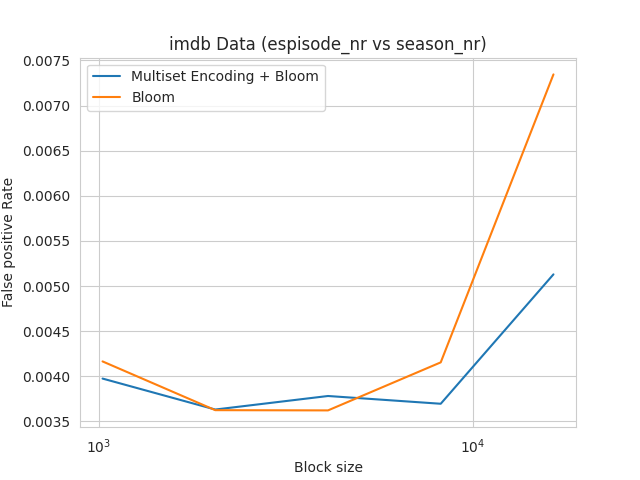 imdb Data (espisode_nr vs season_nr)
Multiset Encoding + Bloom
Bloom
False positive Rate
0.0075
0.0070
0.0065
0.0060
0.0055
0.0050
0.0045
0.0040
0.0035
10³
10⁴
Block size